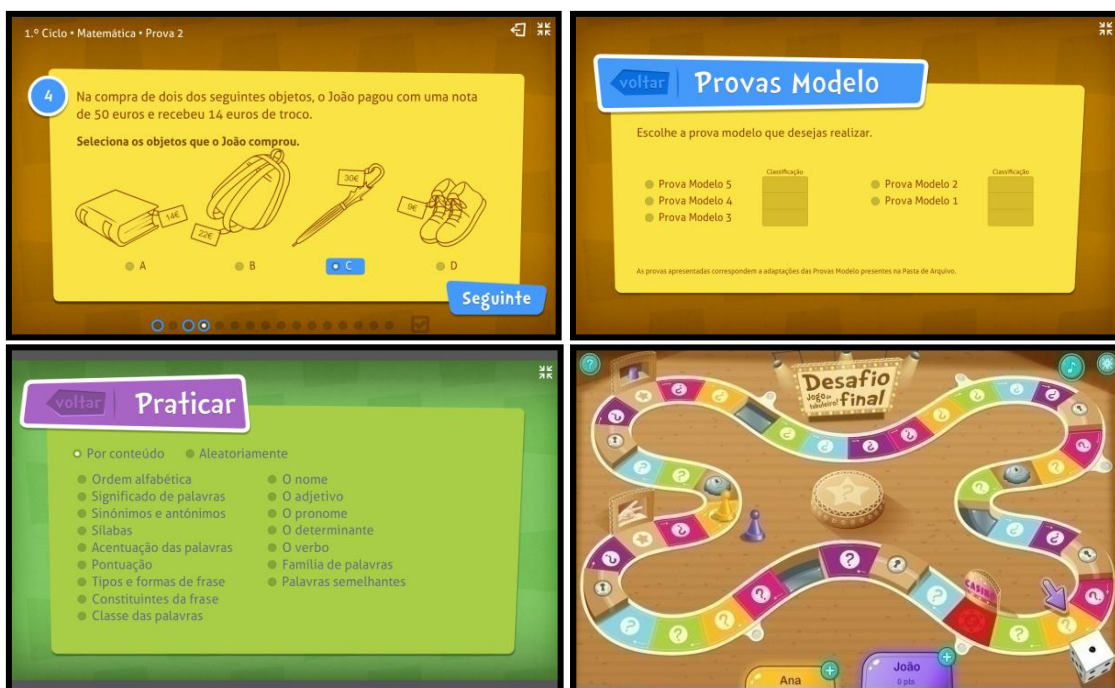 1.º Ciclo • Matemática • Prova 2
4
Na compra de dois dos seguintes objetos, o João pagou com uma nota
de 50 euros e recebeu 14 euros de troco.
Seleciona os objetos que o João comprou.
14€
22€
30€
9€
A
B
C
D
Seguinte
voltar
Provas Modelo
Escolhe a prova modelo que desejas realizar.
Classificação
Classificação
Prova Modelo 5
Prova Modelo 2
Prova Modelo 4
Prova Modelo 1
Prova Modelo 3
As provas apresentadas correspondem a adaptações das Provas Modelo presentes na Pasta de Arquivo.
voltar
Praticar
Por conteúdo
Aleatoriamente
Ordem alfabética
Significado de palavras
Sinónimos e antónimos
Sílabas
Acentuação das palavras
Pontuação
Tipos e formas de frase
Constituintes da frase
Classe das palavras
O nome
O adjetivo
O pronome
O determinante
O verbo
Família de palavras
Palavras semelhantes
Desafio
Jogo de
tabuleiro!
final
CASINO
Ana
João
0 pts